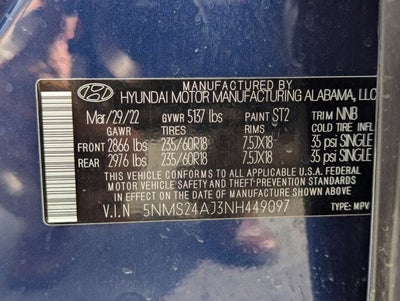 MANUFACTURED BY
HYUNDAI MOTOR MANUFACTURING ALABAMA, LLC
Mar/29/22 GVWR 5137 lbs PAINT ST2 TRIM NNB
GAWR TIRES RIMS COLD TIRE INFL
FRONT 2866 lbs 235/60R18 7.5JX18 35 psi SINGLE
REAR 2976 lbs 235/60R18 7.5JX18 35 psi SINGLE
THIS VEHICLE CONFORMS TO ALL APPLICABLE U.S.A. FEDERAL
MOTOR VEHICLE SAFETY, BUMPER, AND THEFT
PREVENTION STANDARDS IN EFFECT ON THE DATE OF
MANUFACTURE SHOWN ABOVE.
V.I.N 5NMS24AJ3NH449097 TYPE: MPV